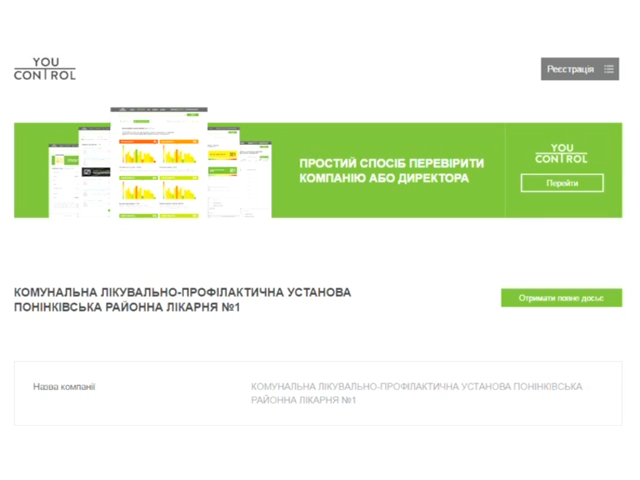 YOU
CONTROL
Реєстрація
ПРОСТИЙ СПОСІБ ПЕРЕВІРИТИ
КОМПАНІЮ АБО ДИРЕКТОРА
YOU
CONTROL
Перейти
КОМУНАЛЬНА ЛІКУВАЛЬНО-ПРОФІЛАКТИЧНА УСТАНОВА
ПОНІНКІВСЬКА РАЙОННА ЛІКАРНЯ №1
Отримати повне досьє
Назва компанії
КОМУНАЛЬНА ЛІКУВАЛЬНО-ПРОФІЛАКТИЧНА УСТАНОВА ПОНІНКІВСЬКА
РАЙОННА ЛІКАРНЯ №1